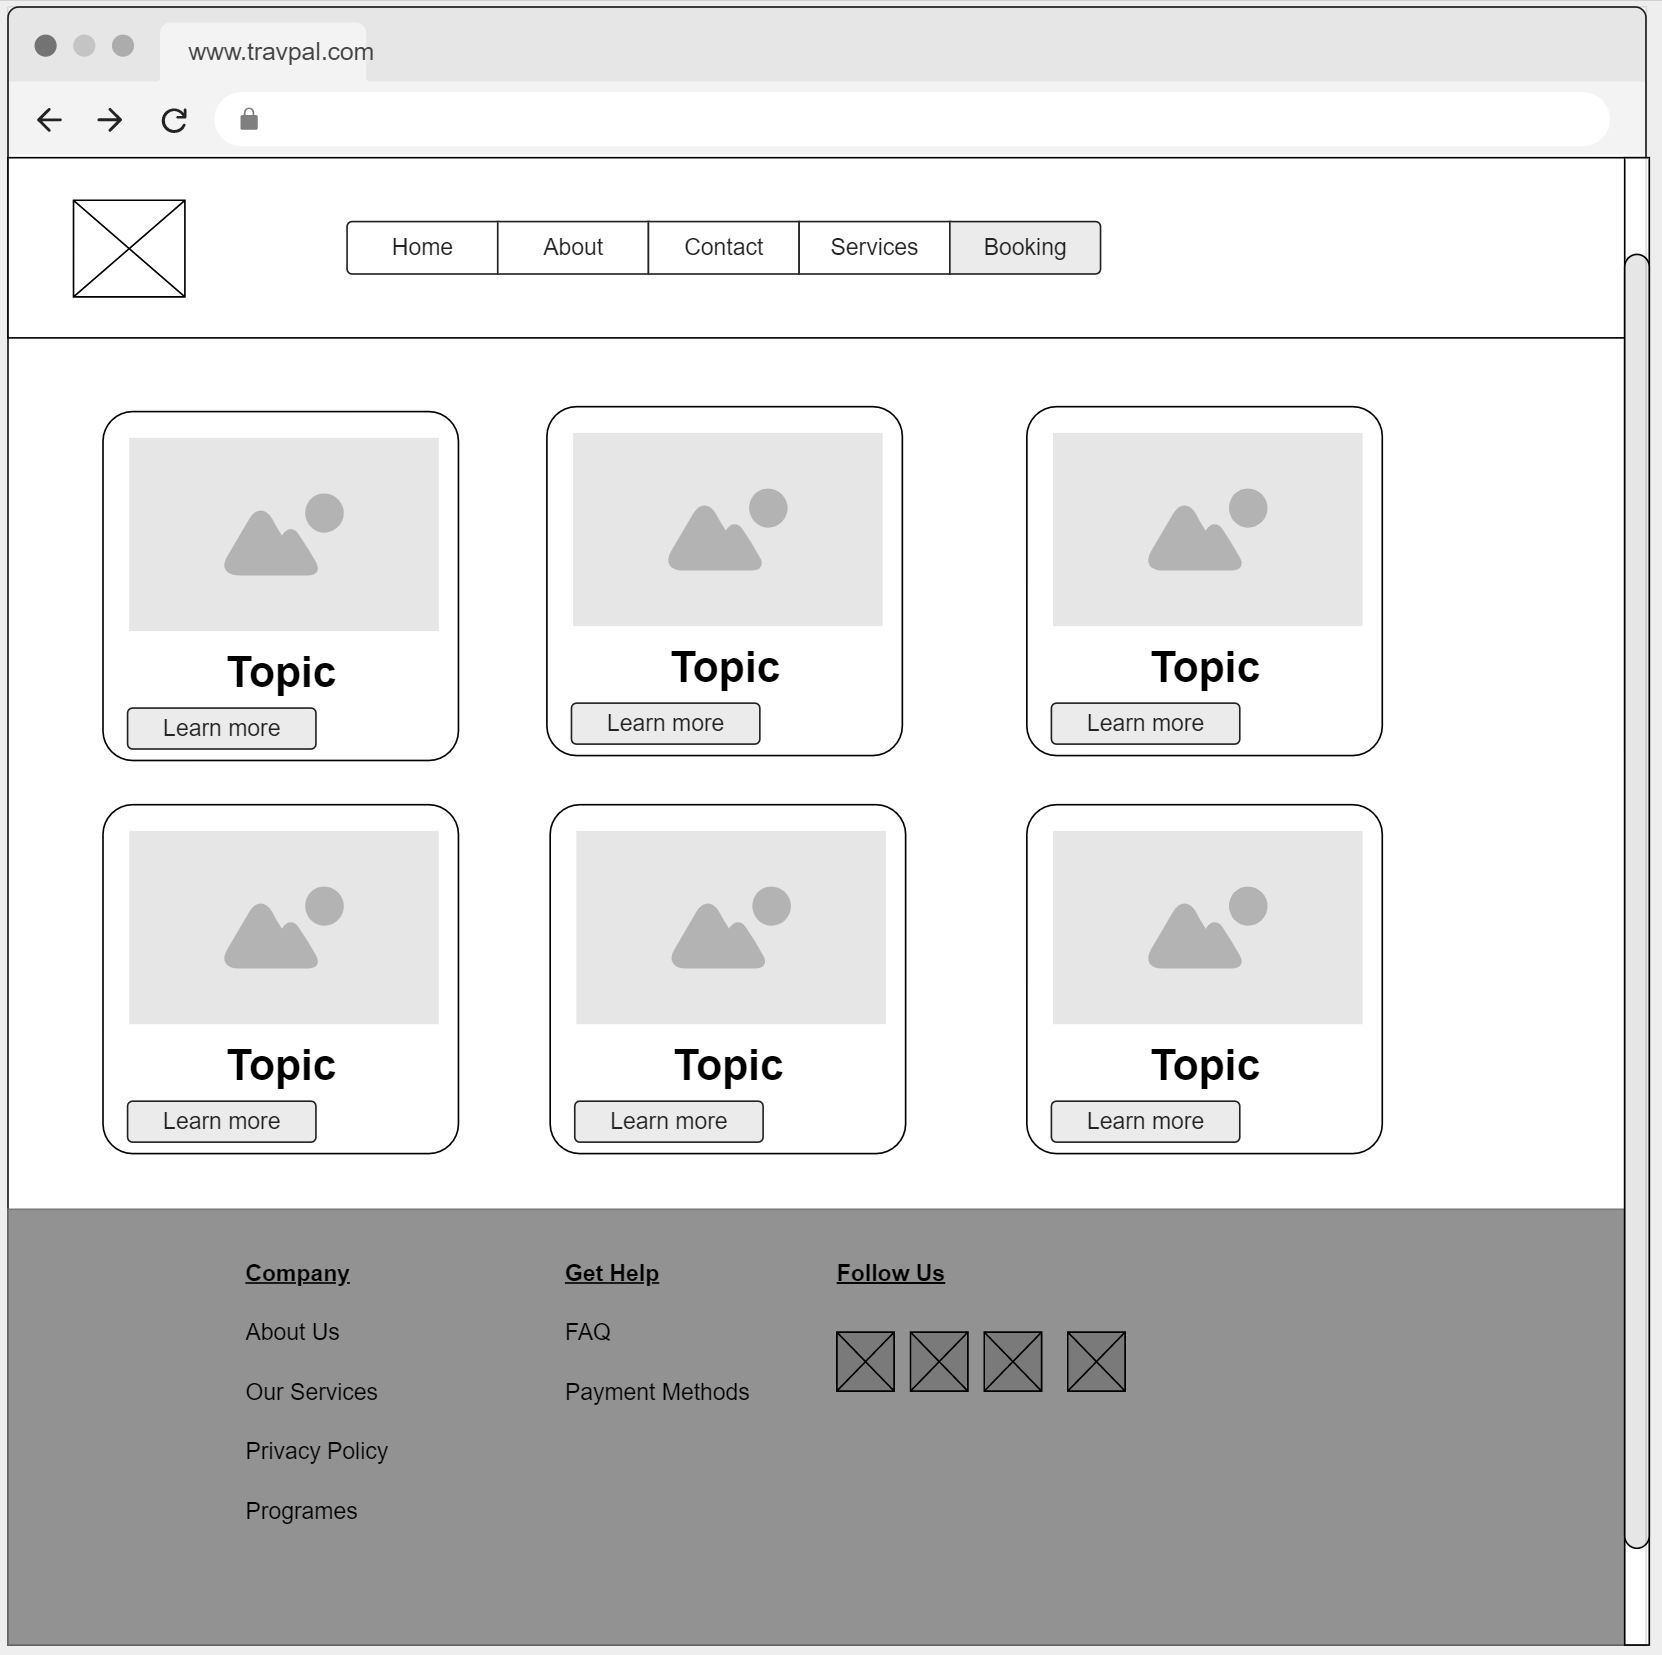 www.travpal.com
Home About Contact Services Booking
Topic Topic Topic
Learn more Learn more Learn more
Topic Topic Topic
Learn more Learn more Learn more
Company Get Help Follow Us
About Us FAQ
Our Services Payment Methods
Privacy Policy
Programes